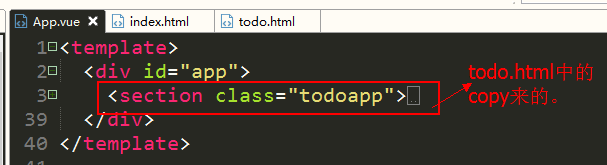 App.vue index.html todo.html
1 <template>
2 <div id="app">
3 <section class="todoapp">
todo.html中的
copy来的。
39 </div>
40 </template>